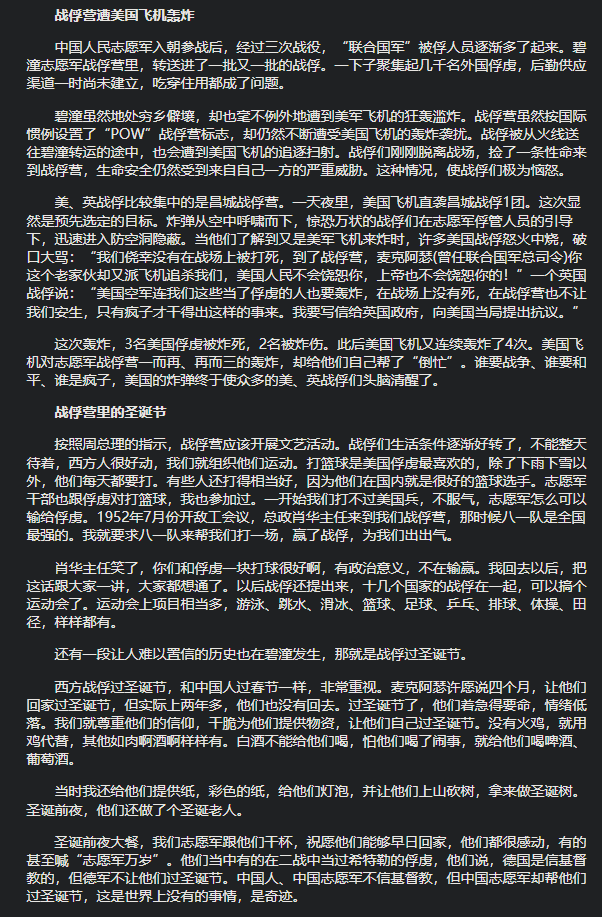 战俘营遭美国飞机轰炸
中国人民志愿军入朝参战后，经过三次战役，“联合国军”被俘人员逐渐多了起来。碧
潼志愿军战俘营里，转送进了一批又一批的战俘。一下子聚集起几千名外国俘虏，后勤供应
渠道一时尚未建立，吃穿住用都成了问题。
碧潼虽然地处穷乡僻壤，却也毫不例外地遭到美军飞机的狂轰滥炸。战俘营虽然按国际
惯例设置了“POW”战俘营标志，却仍然不断遭受美国飞机的轰炸袭扰。战俘被从火线送
往碧潼转运的途中，也会遭到美国飞机的追逐扫射。战俘们刚刚脱离战场，捡了一条性命来
到战俘营，生命安全仍然受到来自自己一方的严重威胁。这种情况，使战俘们极为恼怒。
美、英战俘比较集中的是昌城战俘营。一天夜里，美国飞机直袭昌城战俘1团。这次显
然是预先选定的目标。炸弹从空中呼啸而下，惊恐万状的战俘们在志愿军俘管人员的引导
下，迅速进入防空洞隐蔽。当他们了解到又是美军飞机来炸时，许多美国战俘怒火中烧，破
口大骂：“我们侥幸没有在战场上被打死，到了战俘营，麦克阿瑟(曾任联合国军总司令)你
这个老家伙却又派飞机追杀我们，美国人民不会饶恕你，上帝也不会饶恕你的！”一个英国
战俘说：“美国空军连我们这些当了俘虏的人也要轰炸，在战场上没有死，在战俘营也不让
我们安生，只有疯子才干得出这样的事来。我要写信给英国政府，向美国当局提出抗议。”
这次轰炸，3名美国俘虏被炸死，2名被炸伤。此后美国飞机又连续轰炸了4次。美国飞
机对志愿军战俘营一而再、再而三的轰炸，却给他们自己帮了“倒忙”。谁要战争、谁要和
平、谁是疯子，美国的炸弹终于使众多的美、英战俘们头脑清醒了。
战俘营里的圣诞节
按照周总理的指示，战俘营应该开展文艺活动。战俘们生活条件逐渐好转了，不能整天
待着，西方人很好动，我们就组织他们运动。打篮球是美国俘虏最喜欢的，除了下雨下雪以
外，他们每天都要打。有些人还打得相当好，因为他们在国内就是很好的篮球选手。志愿军
干部也跟俘虏对打篮球，我也参加过。一开始我们打不过美国兵，不服气，志愿军怎么可以
输给俘虏。1952年7月份开敌工会议，总政肖华主任来到我们战俘营，那时候八一队是全国
最强的。我就要求八一队来帮我们打一场，赢了战俘，为我们出出气。
肖华主任笑了，你们和俘虏一块打球很好啊，有政治意义，不在输赢。我回去以后，把
这话跟大家一讲，大家都想通了。以后战俘还提出来，十几个国家的战俘在一起，可以搞个
运动会了。运动会上项目相当多，游泳、跳水、滑冰、篮球、足球、乒乓、排球、体操、田
径，样样都有。
还有一段让人难以置信的历史也在碧潼发生，那就是战俘过圣诞节。
西方战俘过圣诞节，和中国人过春节一样，非常重视。麦克阿瑟许愿说四个月，让他们
回家过圣诞节，但实际上两年多，他们也没有回去。过圣诞节了，他们着急得要命，情绪低
落。我们就尊重他们的信仰，干脆为他们提供物资，让他们自己过圣诞节。没有火鸡，就用
鸡代替，其他如肉啊酒啊样样有。白酒不能给他们喝，怕他们喝了闹事，就给他们喝啤酒、
葡萄酒。
当时我还给他们提供纸，彩色的纸，给他们灯泡，并让他们上山砍树，拿来做圣诞树。
圣诞前夜，他们还做了个圣诞老人。
圣诞前夜大餐，我们志愿军跟他们干杯，祝愿他们能够早日回家，他们都很感动，有的
甚至喊“志愿军万岁”。他们当中有的在二战中当过希特勒的俘虏，他们说，德国是信基督
教的，但德军不让他们过圣诞节。中国人、中国志愿军不信基督教，但中国志愿军却帮他们
过圣诞节，这是世界上没有的事情，是奇迹。